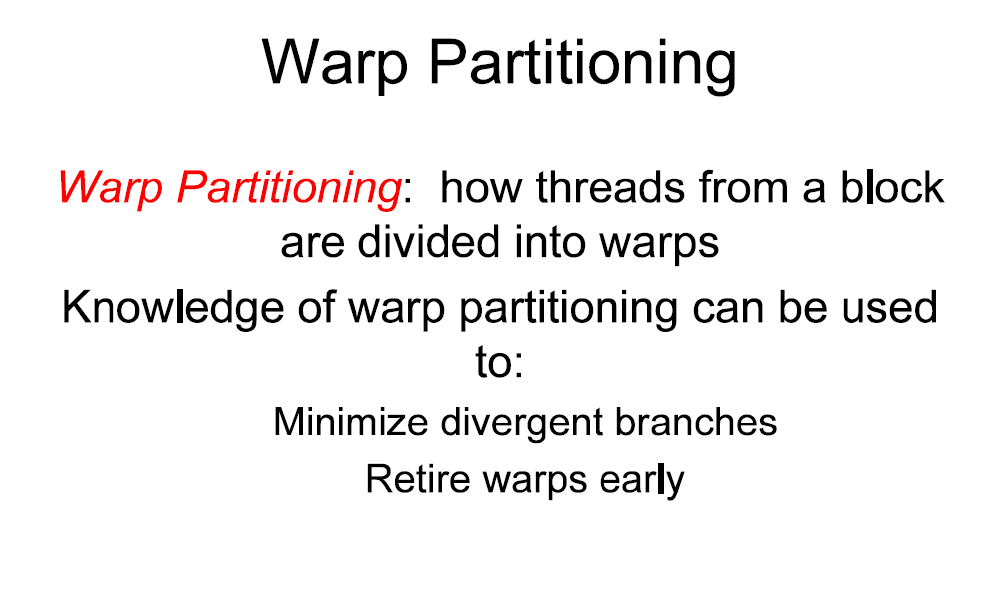 Warp Partitioning
Warp Partitioning:  how threads from a block
are divided into warps
Knowledge of warp partitioning can be used
to:
Minimize divergent branches
Retire warps early